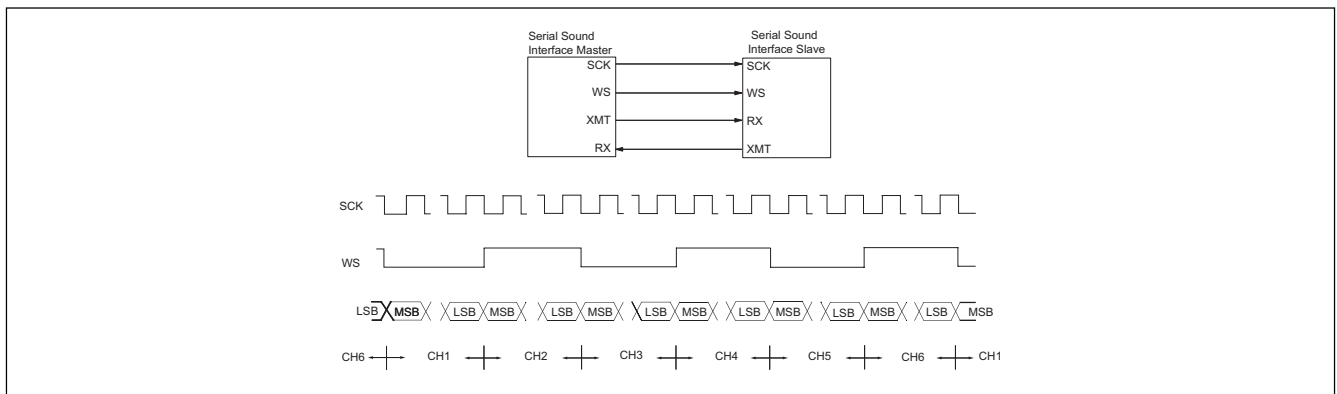 Serial Sound
Interface Master
Serial Sound
Interface Slave
SCK
SCK
WS
WS
XMT
RX
RX
XMT
SCK
WS
LSB MSB LSB MSB LSB MSB LSB MSB LSB MSB LSB MSB LSB MSB
CH6 CH1 CH2 CH3 CH4 CH5 CH6 CH1